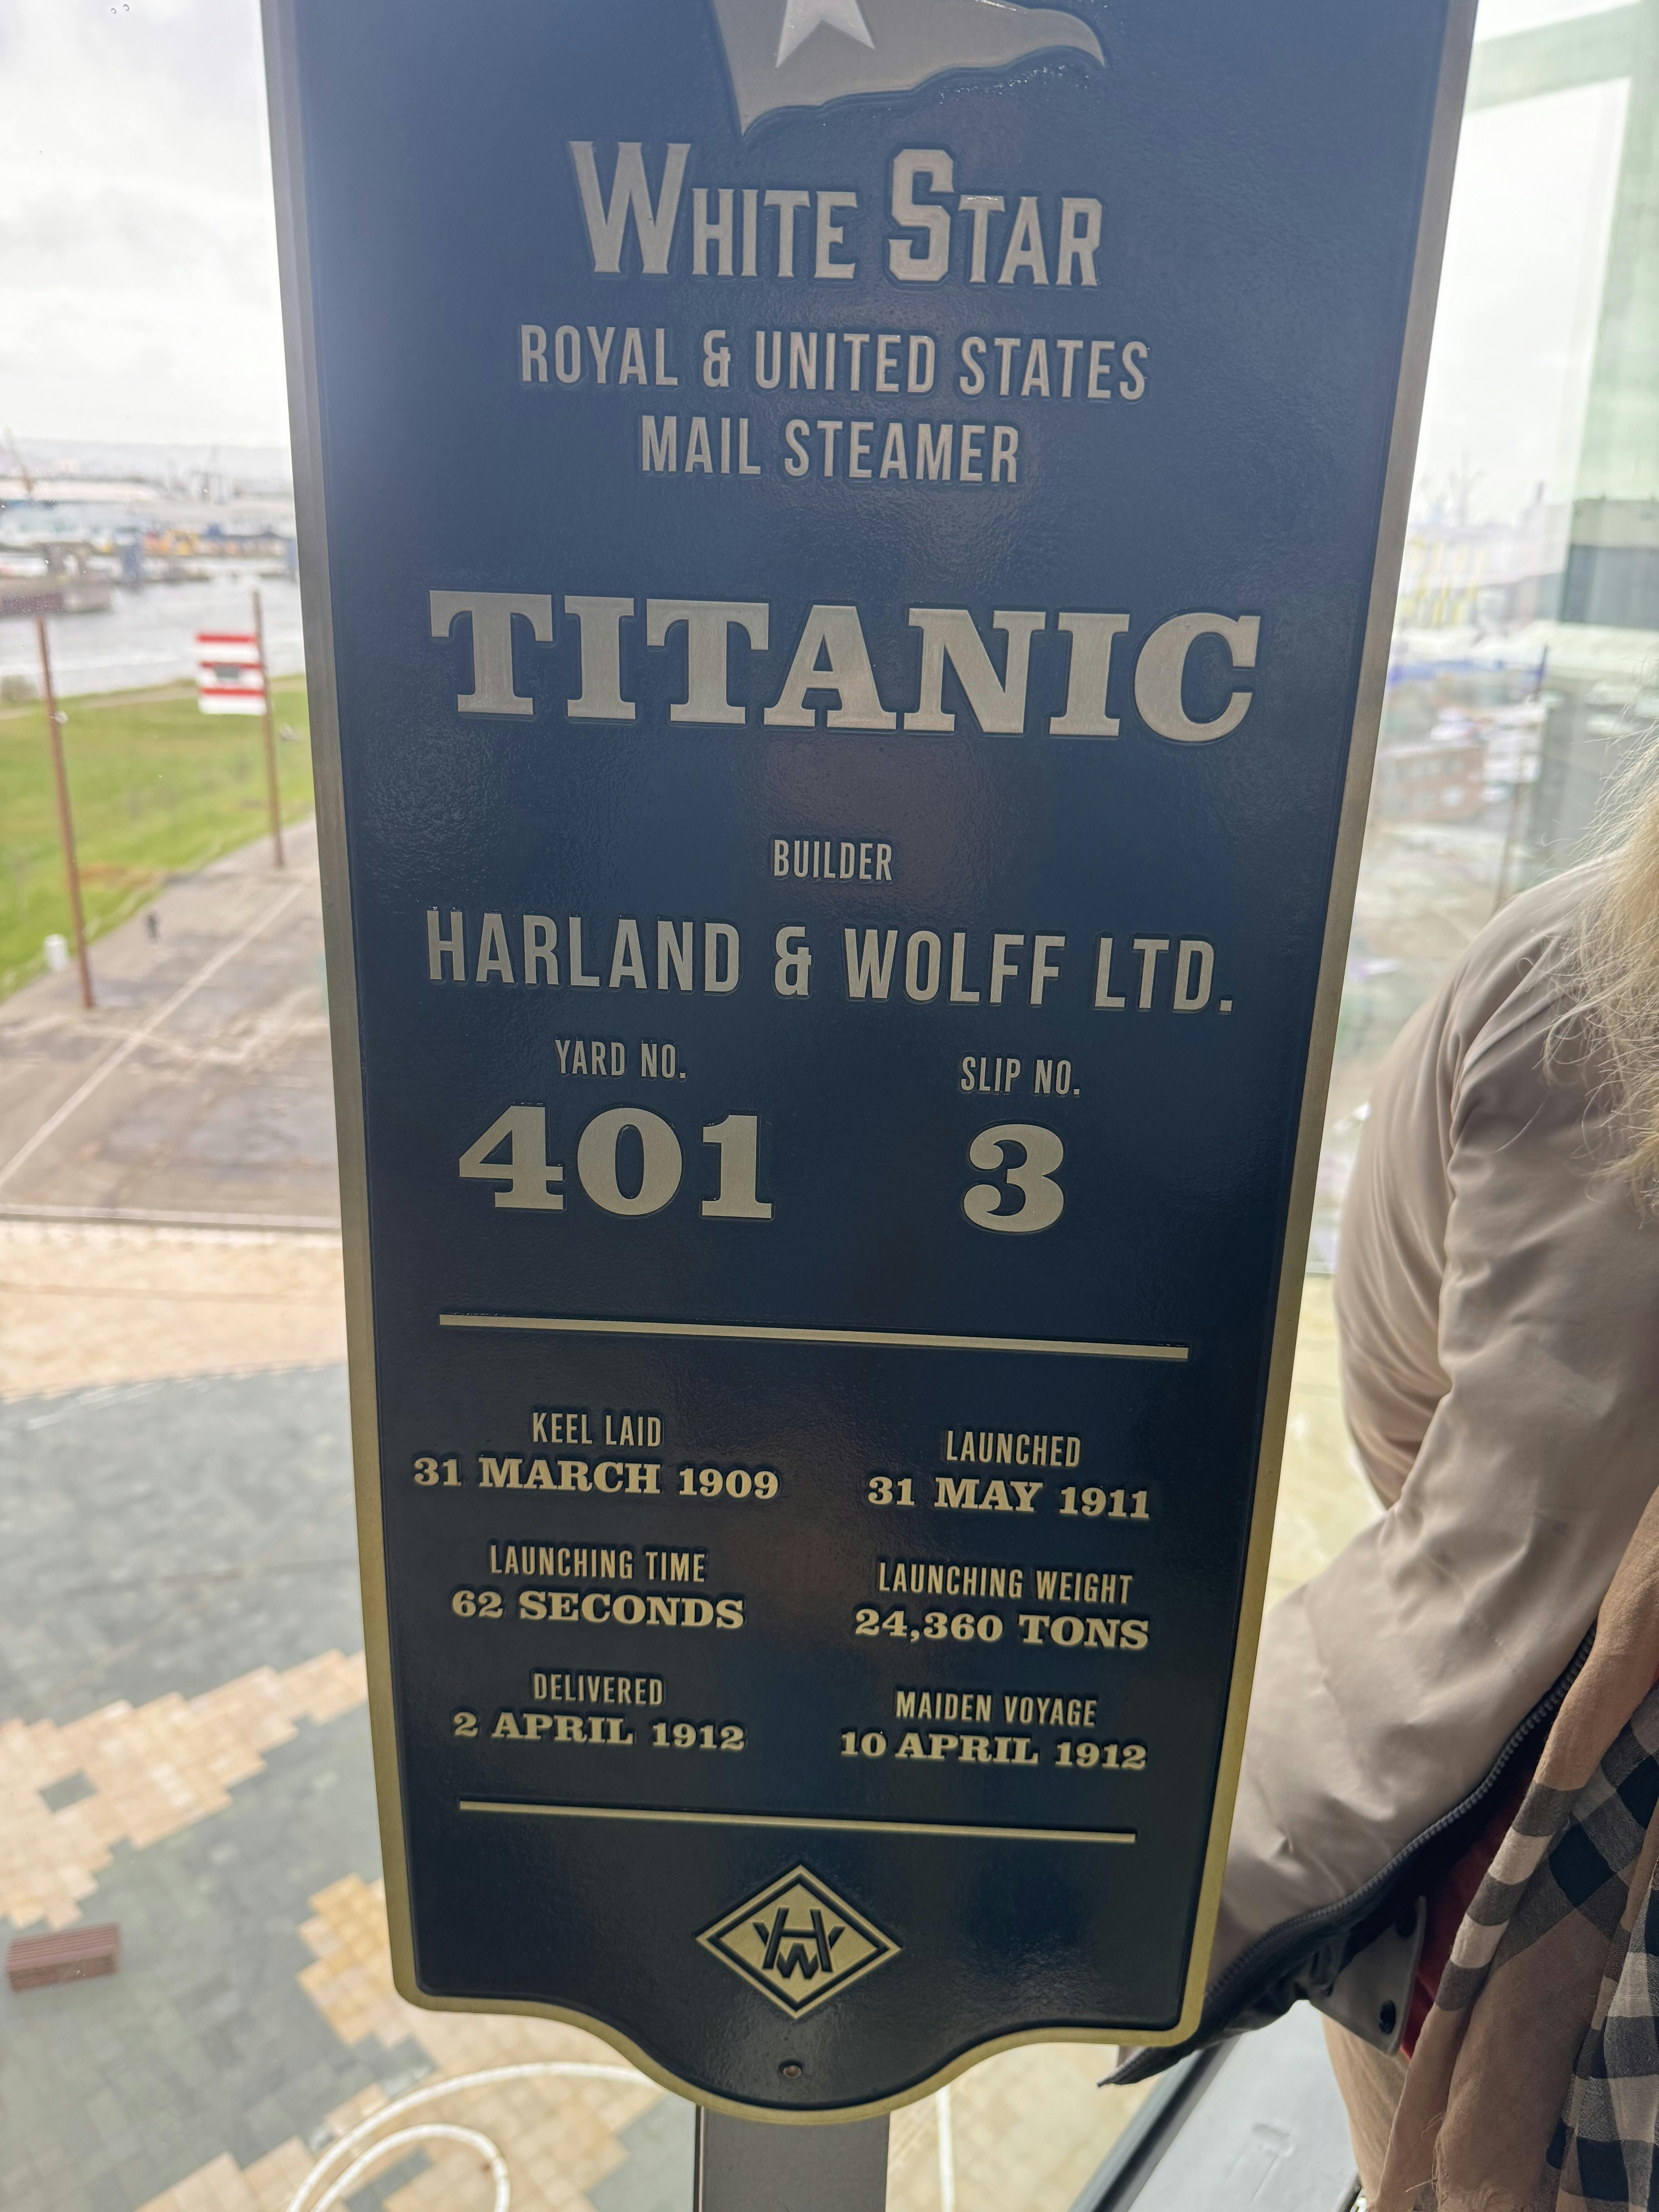 WHITE STAR
ROYAL & UNITED STATES
MAIL STEAMER
TITANIC
BUILDER
HARLAND & WOLFF LTD.
YARD NO.
401
SLIP NO.
3
KEEL LAID
31 MARCH 1909
LAUNCHED
31 MAY 1911
LAUNCHING TIME
62 SECONDS
LAUNCHING WEIGHT
24,360 TONS
DELIVERED
2 APRIL 1912
MAIDEN VOYAGE
10 APRIL 1912
HW